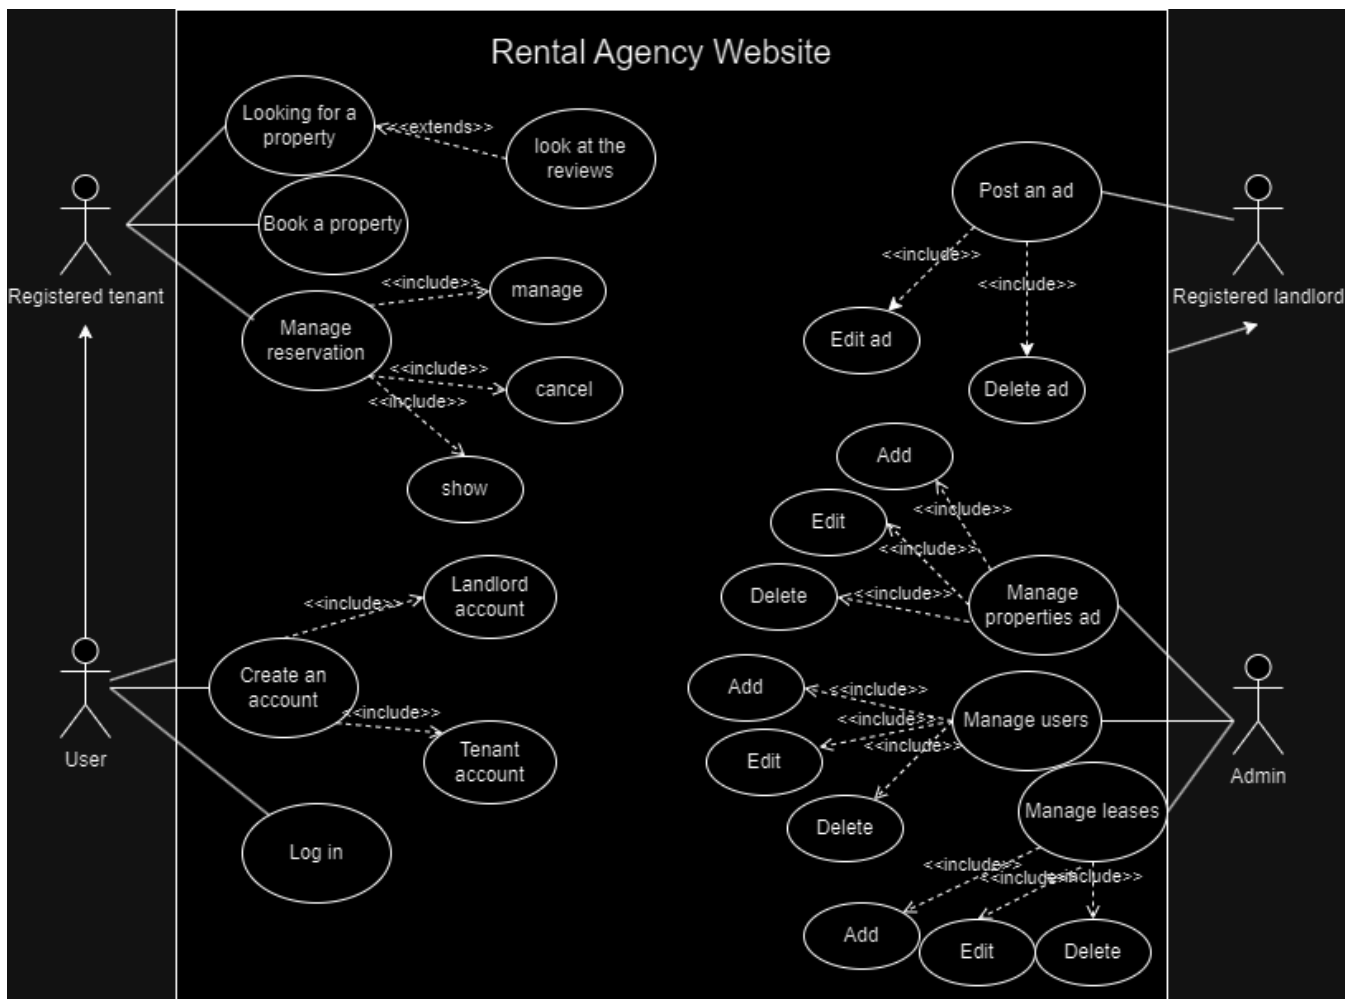 Rental Agency Website
Looking for a
property
<<extends>>
look at the
reviews
Book a property
Registered tenant
Manage
reservation
<<include>>
manage
<<include>>
cancel
<<include>>
show
Post an ad
Registered landlord
<<include>>
<<include>>
Edit ad
Delete ad
Add
<<include>>
Edit
<<include>>
Delete
<<include>>
Manage
properties ad
Landlord
account
<<include>>
Create an
account
<<include>>
Tenant
account
User
Log in
Add
<<include>>
Manage users
<<include>>
Edit
<<include>>
Delete
Admin
Manage leases
<<include>>
<<include>>
<<include>>
Add
Edit
Delete